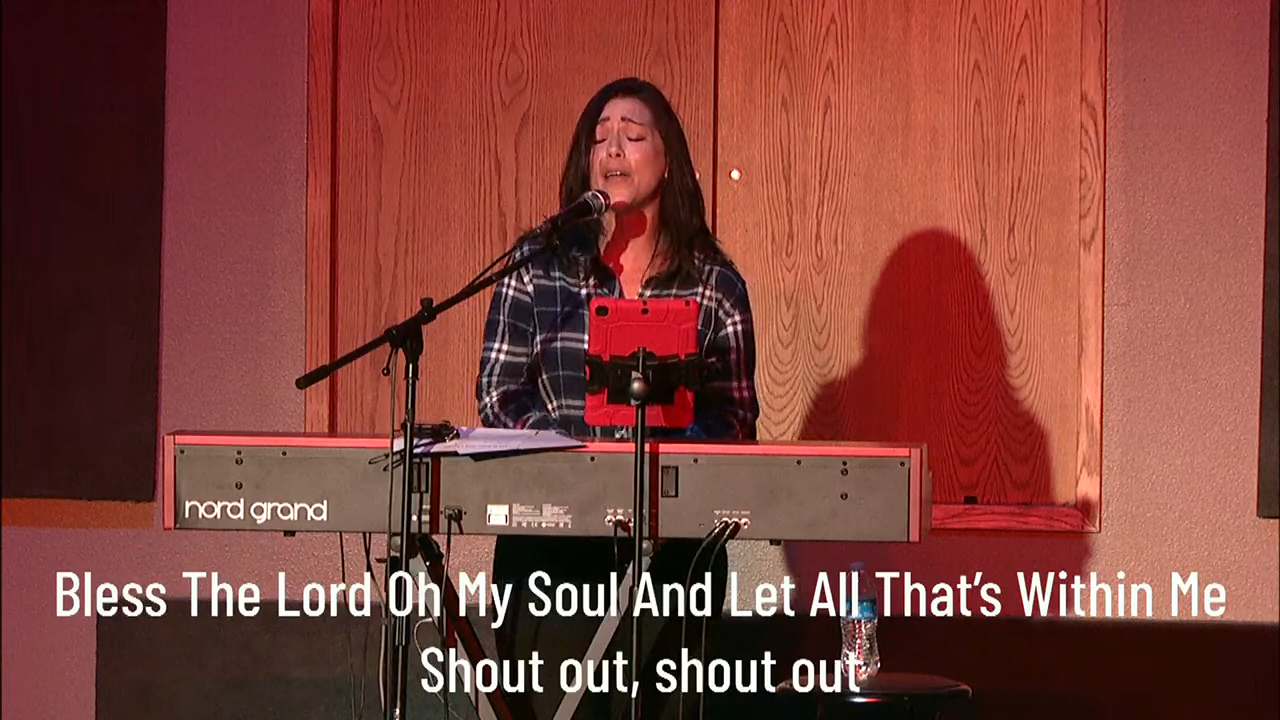 nord grand
Bless The Lord Oh My Soul And Let All That's Within Me
Shout out, shout out